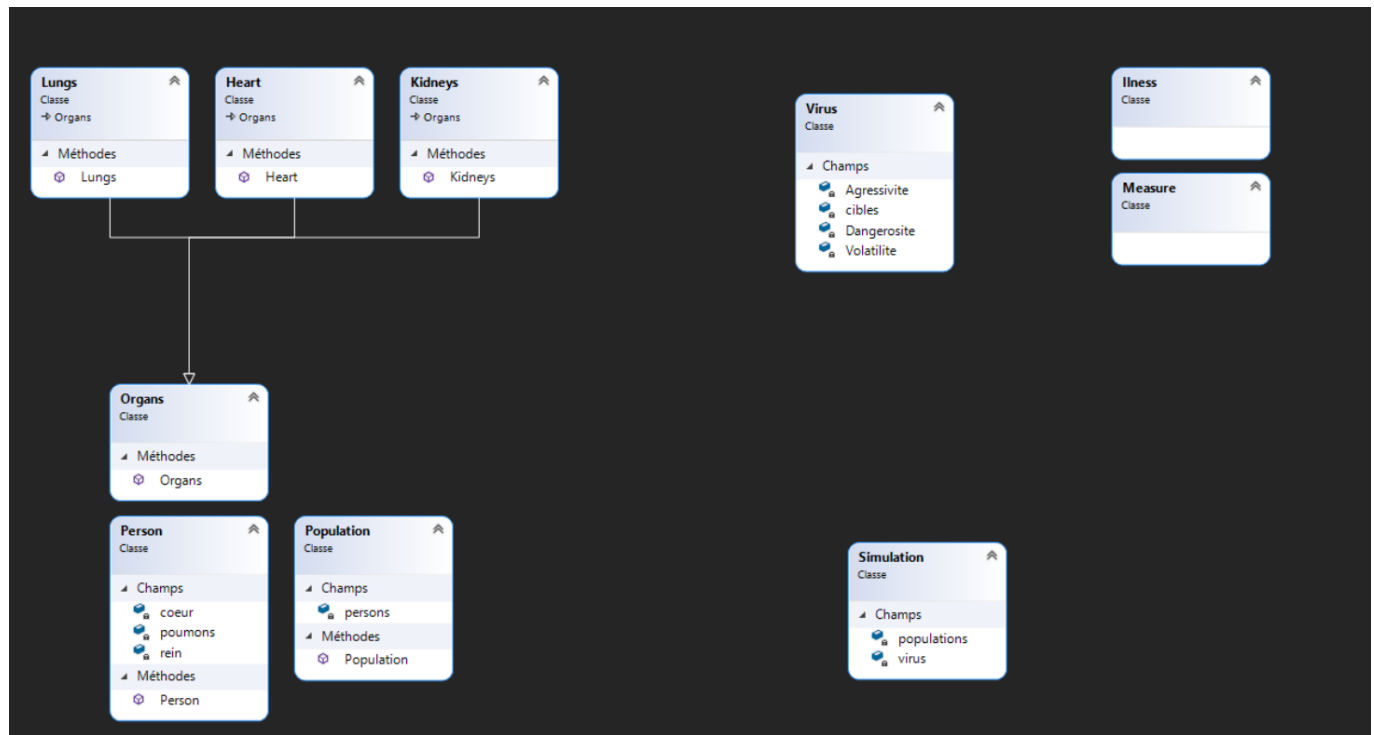 Lungs
Classe
Organs
Méthodes
Lungs
Heart
Classe
Organs
Méthodes
Heart
Kidneys
Classe
Organs
Méthodes
Kidneys
Virus
Classe
Champs
Agressivite
cibles
Dangerosite
Volatilite
Ilness
Classe
Measure
Classe
Organs
Classe
Méthodes
Organs
Person
Classe
Champs
coeur
poumons
rein
Méthodes
Person
Population
Classe
Champs
persons
Méthodes
Population
Simulation
Classe
Champs
populations
virus